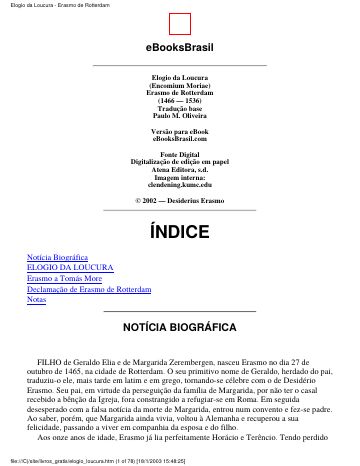 Elogio da Loucura - Erasmo de Rotterdam
eBooksBrasil
Elogio da Loucura
(Encomium Moriae)
Erasmo de Rotterdam
(1466 — 1536)
Tradução base
Paulo M. Oliveira
Versão para eBook
eBooksBrasil.com
Fonte Digital
Digitalização de edição em papel
Atena Editora, s.d.
Imagem interna:
clendening.kumc.edu
© 2002 — Desiderius Erasmo
ÍNDICE
Notícia Biográfica
ELOGIO DA LOUCURA
Erasmo a Tomás More
Declamação de Erasmo de Rotterdam
Notas
NOTÍCIA BIOGRÁFICA
FILHO de Geraldo Elia e de Margarida Zerembergen, nasceu Erasmo no dia 27 de
outubro de 1465, na cidade de Rotterdam. O seu primitivo nome de Geraldo, herdado do pai,
traduziu-o ele, mais tarde em latim e em grego, tornando-se célebre com o de Desidério
Erasmo. Seu pai, em virtude da perseguição da família de Margarida, por não ter o casal
recebido a bênção da Igreja, fora constrangido a refugiar-se em Roma. Em seguida
desesperado com a falsa notícia da morte de Margarida, entrou num convento e fez-se padre.
Ao saber, porém, que Margarida ainda vivia, voltou à Alemanha e recuperou a sua
felicidade, passando a viver em companhia da esposa e do filho.
Aos onze anos de idade, Erasmo já lia perfeitamente Horácio e Terêncio. Tendo perdido
file:///C|/site/livros_gratis/elogio_loucura.htm (1 of 78) [18/1/2003 15:48:25]